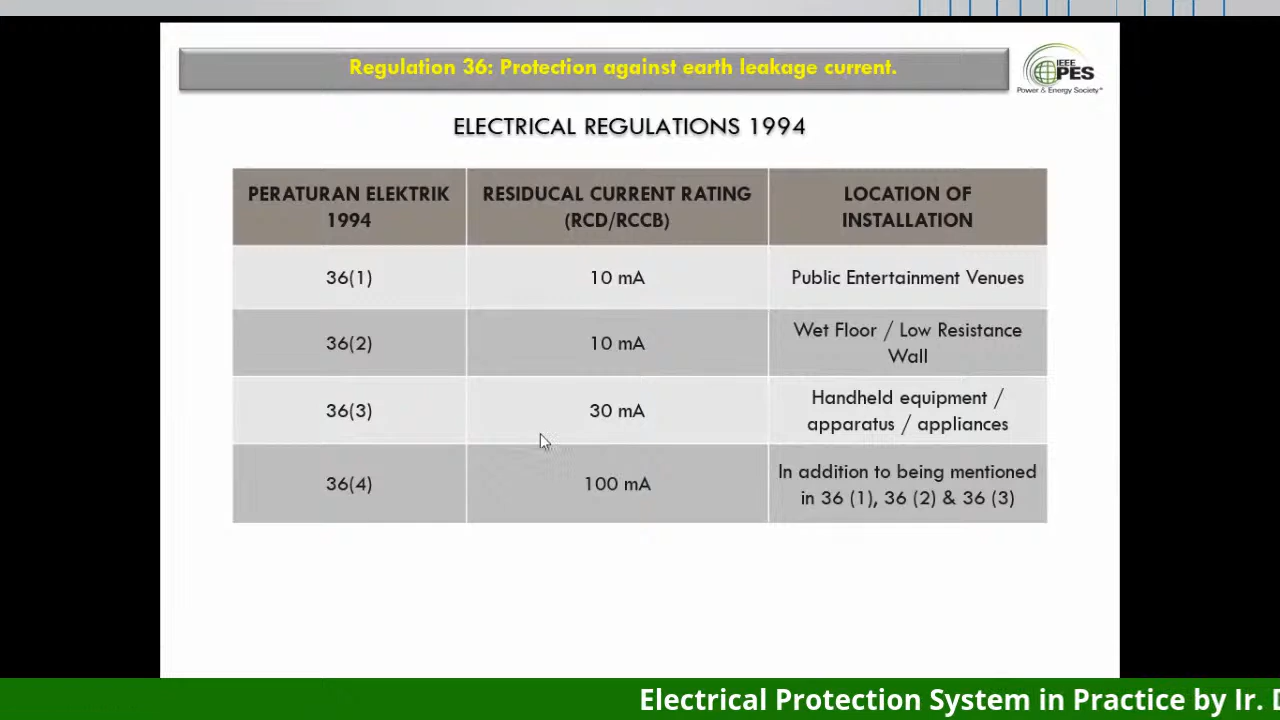 Regulation 36: Protection against earth leakage current.
IEEE
PES
Power & Energy Society
ELECTRICAL REGULATIONS 1994
PERATURAN ELEKTRIK
1994
RESIDUCAL CURRENT RATING
(RCD/RCCB)
LOCATION OF
INSTALLATION
36(1)
10 mA
Public Entertainment Venues
36(2)
10 mA
Wet Floor / Low Resistance
Wall
36(3)
30 mA
Handheld equipment /
apparatus / appliances
36(4)
100 mA
In addition to being mentioned
in 36 (1), 36 (2) & 36 (3)
Electrical Protection System in Practice by Ir.